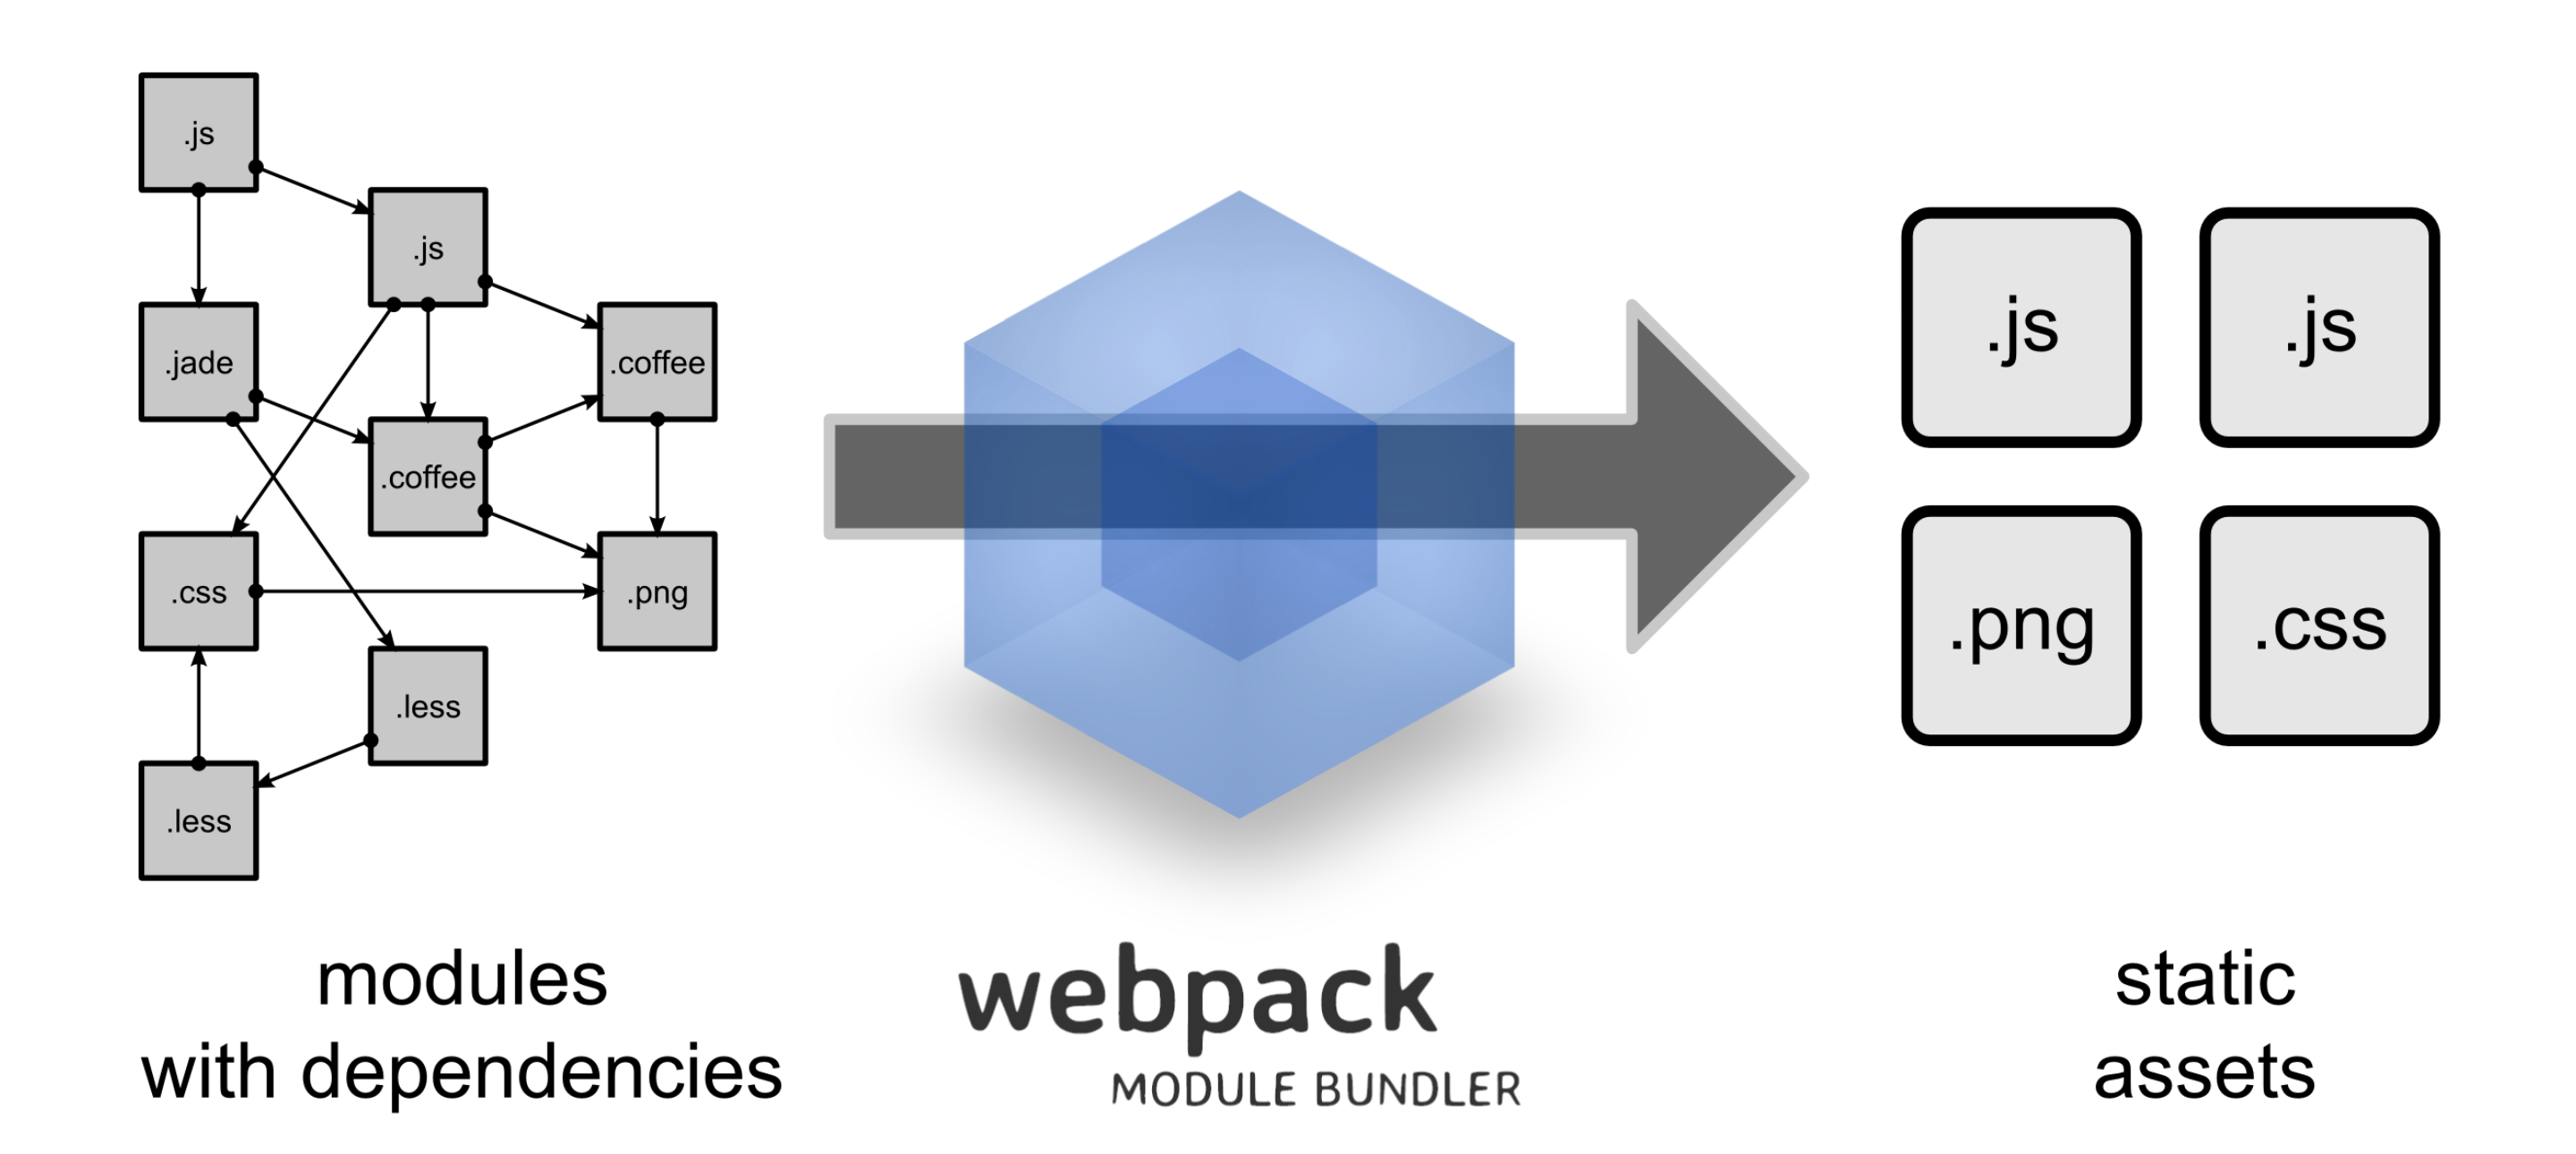 .js
.js
.jade
.coffee
.coffee
.css
.png
.less
.less
modules
with dependencies
webpack
MODULE BUNDLER
.js
.js
.png
.css
static
assets